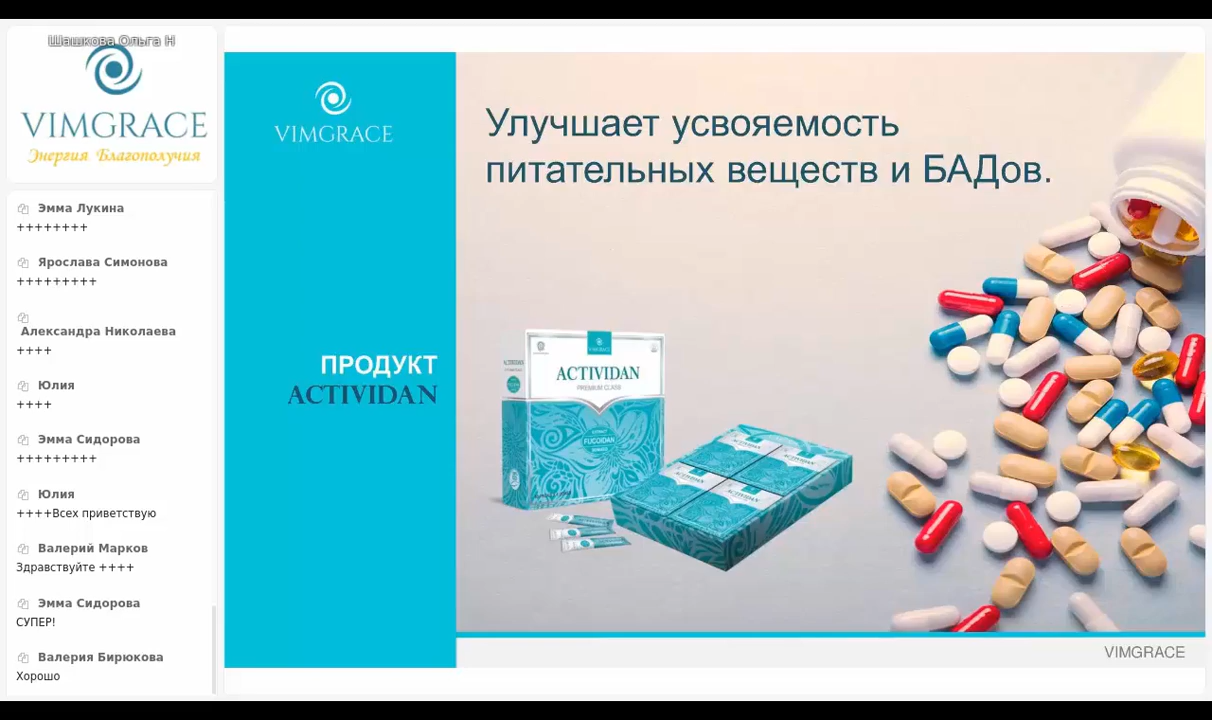 Шашкова Ольга Н
VIMGRACE
Энергия Благополучия
Эмма Лукина
++++++++
Ярослава Симонова
+++++++++
Александра Николаева
++++
Юлия
++++
Эмма Сидорова
+++++++++
Юлия
++++Всех приветствую
Валерий Марков
Здравствуйте ++++
Эмма Сидорова
СУПЕР!
Валерия Бирюкова
Хорошо
VIMGRACE
ПРОДУКТ
ACTIVIDAN
Улучшает усвояемость
питательных веществ и БАДов.
ACTIVIDAN
PREMIUM CLASS
FUCOIDAN
VIMGRACE